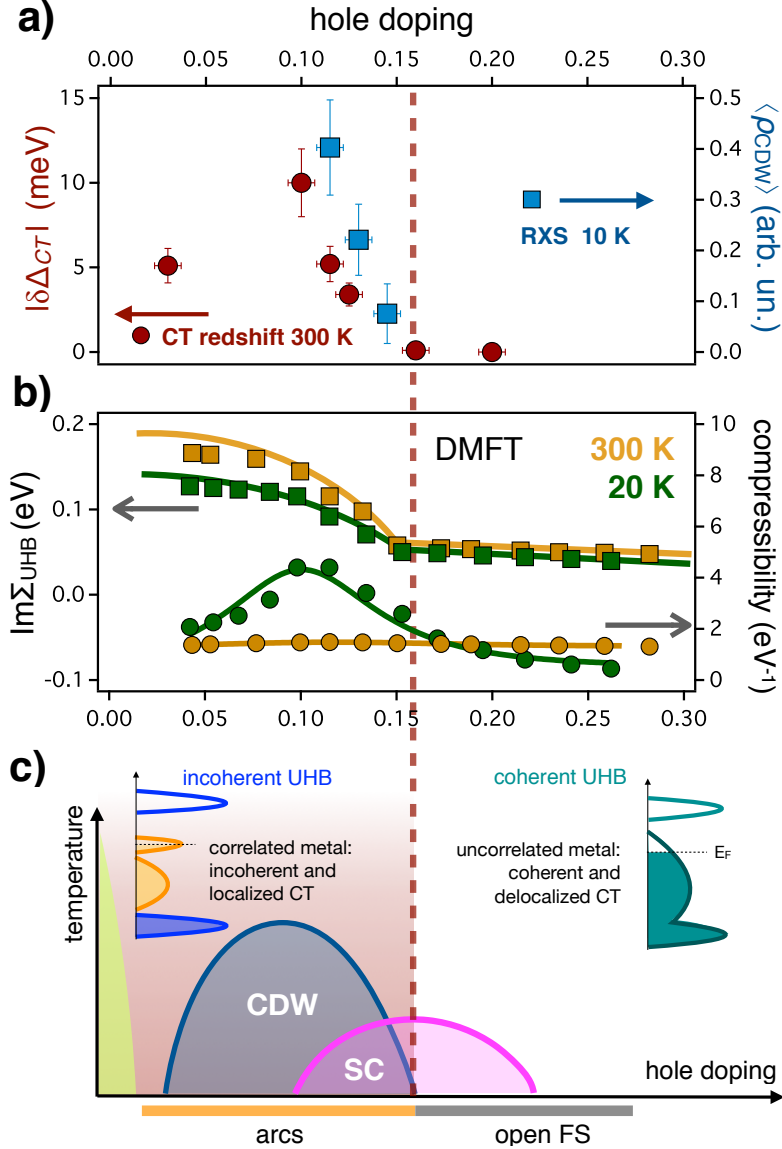 a)
hole doping
0.00 0.05 0.10 0.15 0.20 0.30
15
10
5
0
|δΔCT| (meV)
0.5
0.4
0.3
0.2
0.1
0.0
⟨ρCDW⟩ (arb. un.)
RXS 10 K
CT redshift 300 K
b)
0.2
0.1
0.0
-0.1
ImΣUHB (eV)
DMFT
300 K
20 K
10
8
6
4
2
0
compressibility
(eV-1)
0.00 0.05 0.10 0.15 0.20 0.25 0.30
c)
temperature
incoherent UHB
correlated metal:
incoherent and
localized CT
coherent UHB
uncorrelated metal:
coherent and
delocalized CT
EF
CDW
SC
hole doping
arcs
open FS